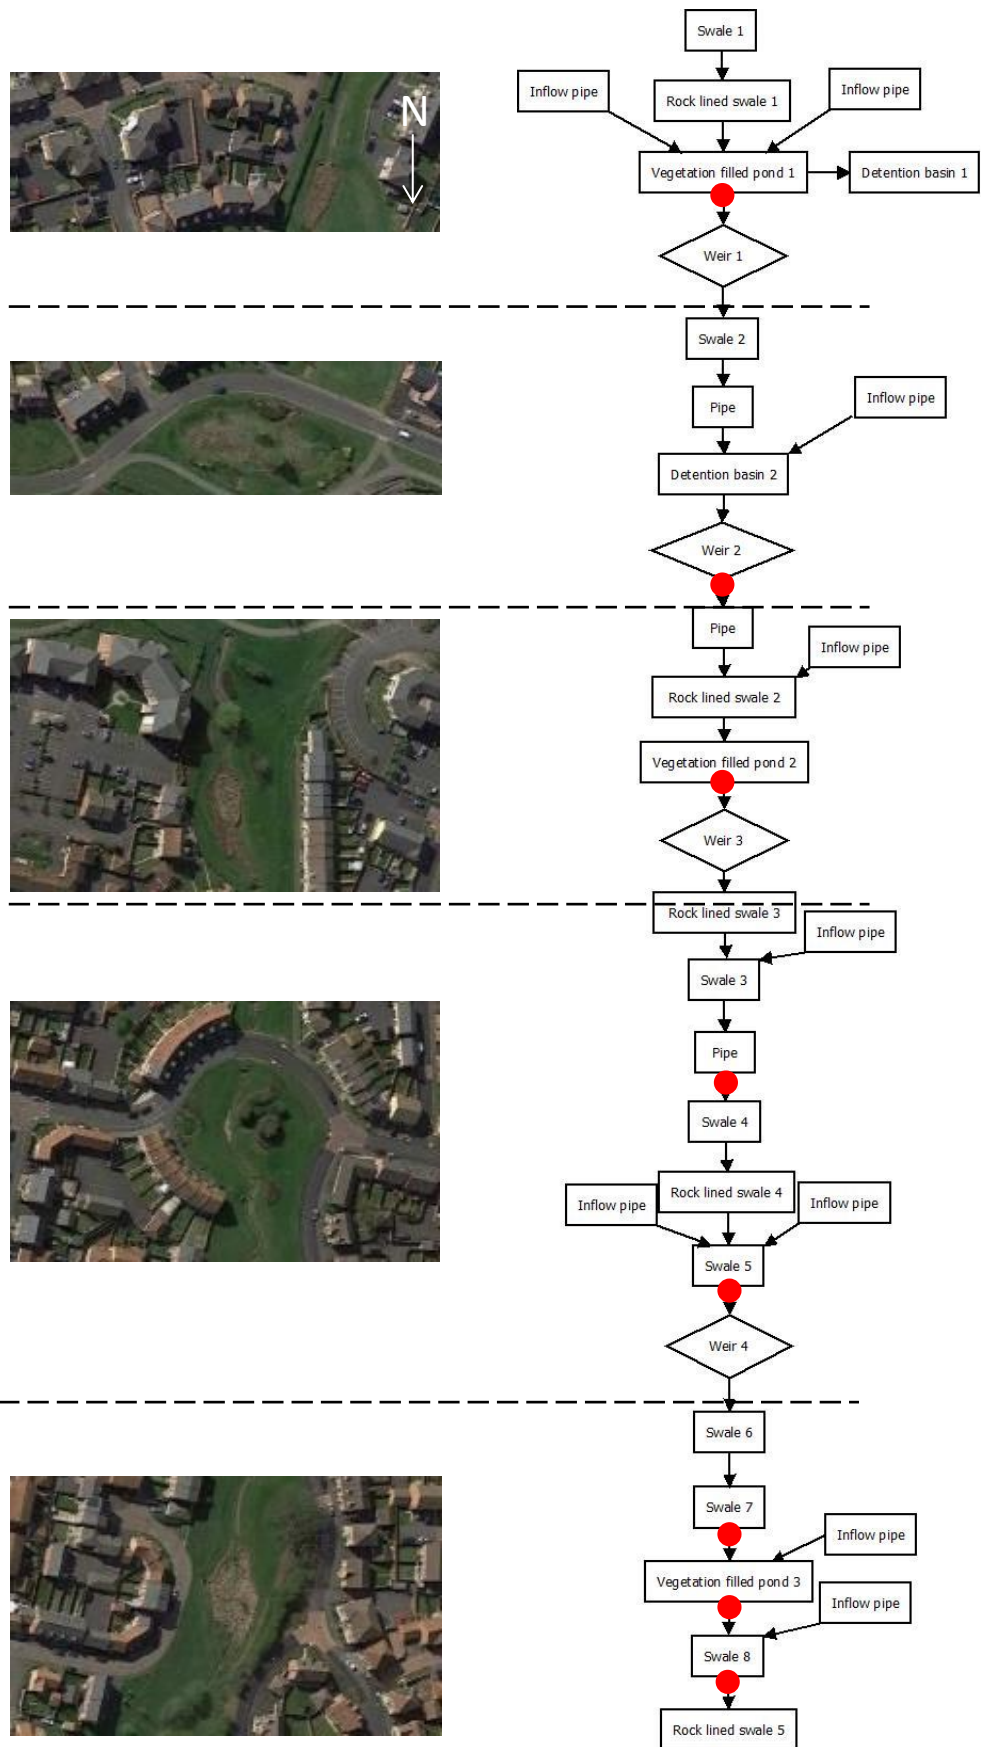 Swale 1
N
Inflow pipe
Rock lined swale 1
Inflow pipe
Vegetation filled pond 1
Detention basin 1
Weir 1
Swale 2
Pipe
Inflow pipe
Detention basin 2
Weir 2
Pipe
Inflow pipe
Rock lined swale 2
Vegetation filled pond 2
Weir 3
Rock lined swale 3
Inflow pipe
Swale 3
Pipe
Swale 4
Rock lined swale 4
Inflow pipe
Inflow pipe
Swale 5
Weir 4
Swale 6
Swale 7
Inflow pipe
Vegetation filled pond 3
Inflow pipe
Swale 8
Rock lined swale 5